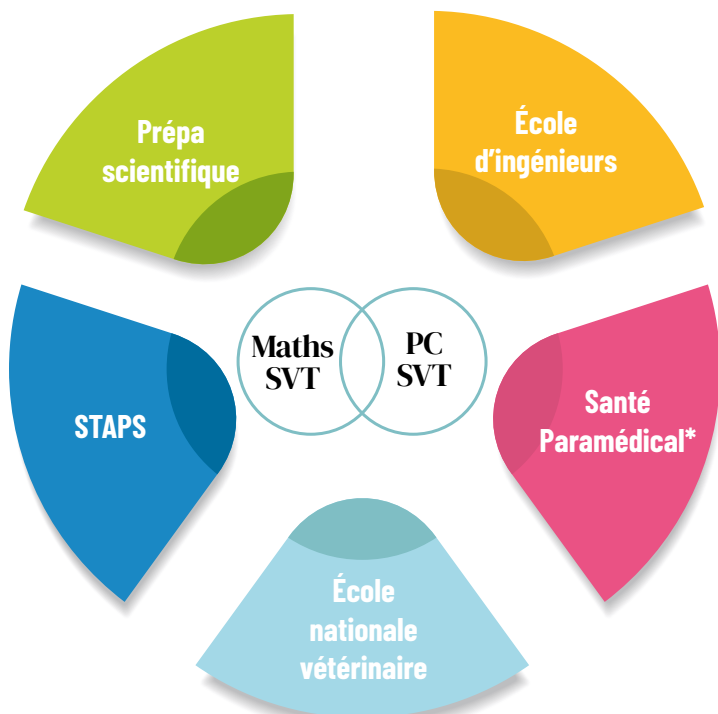 Prépa
scientifique
École
d’ingénieurs
Maths
SVT
PC
SVT
STAPS
Santé
Paramédical*
École
nationale
vétérinaire